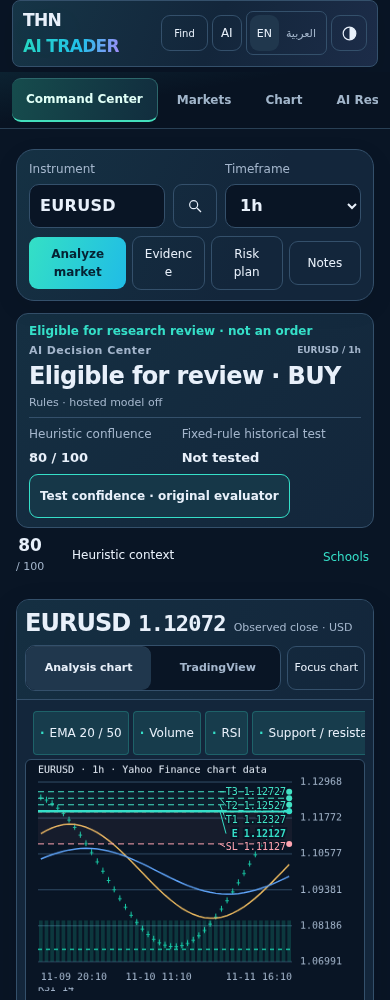 THN
AI TRADER
Find
AI
EN
العربية
Command Center
Markets
Chart
AI Res
Instrument
Timeframe
EURUSD
1h
Analyze
market
Evidenc
e
Risk
plan
Notes
Eligible for research review · not an order
AI Decision Center
EURUSD / 1h
Eligible for review · BUY
Rules · hosted model off
Heuristic confluence
Fixed-rule historical test
80 / 100
Not tested
Test confidence · original evaluator
80
/ 100
Heuristic context
Schools
EURUSD 1.12072 Observed close · USD
Analysis chart
TradingView
Focus chart
· EMA 20 / 50
· Volume
· RSI
· Support / resista
EURUSD · 1h · Yahoo Finance chart data
1.12968
T3 1.12727
T2 1.12527
T1 1.12327
1.11772
E 1.12127
SL 1.11127
1.10577
1.09381
1.08186
1.06991
11-09 20:10
11-10 11:10
11-11 16:10
RSI 14